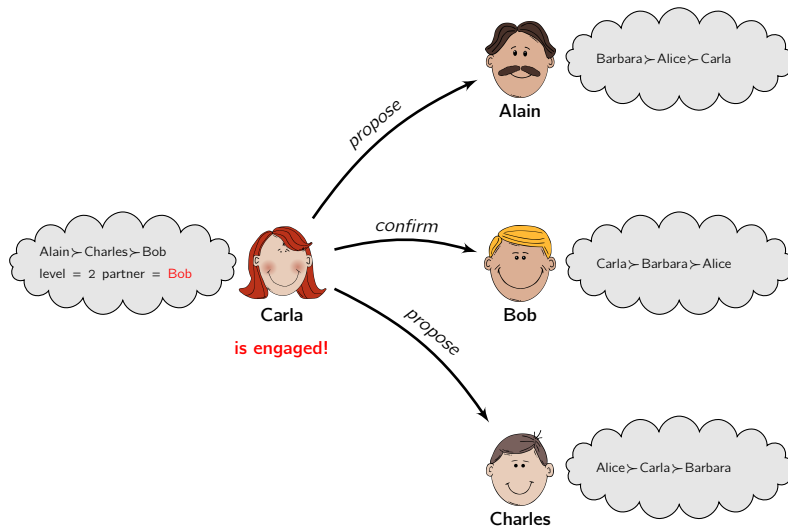 Barbara≻Alice≻Carla
Alain
propose
confirm
Alain≻Charles≻Bob
level = 2 partner = Bob
Carla≻Barbara≻Alice
Carla
Bob
is engaged!
propose
Alice≻Carla≻Barbara
Charles